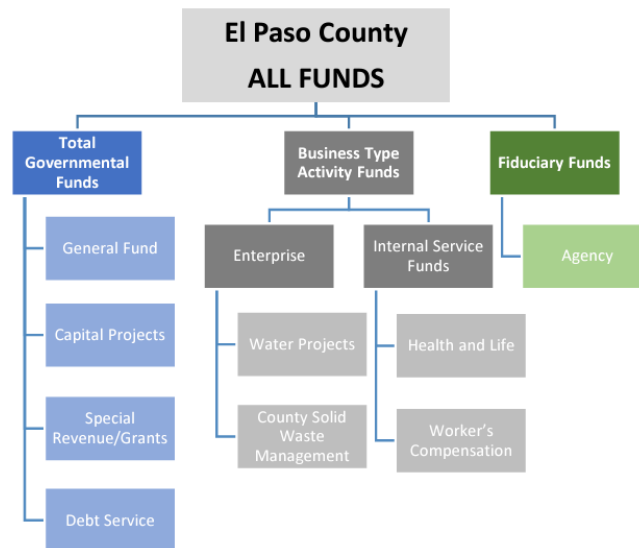 El Paso County
ALL FUNDS
Total
Governmental
Funds
Business Type
Activity Funds
Fiduciary Funds
General Fund
Enterprise
Internal Service
Funds
Agency
Capital Projects
Water Projects
Health and Life
Special
Revenue/Grants
County Solid
Waste
Management
Worker's
Compensation
Debt Service